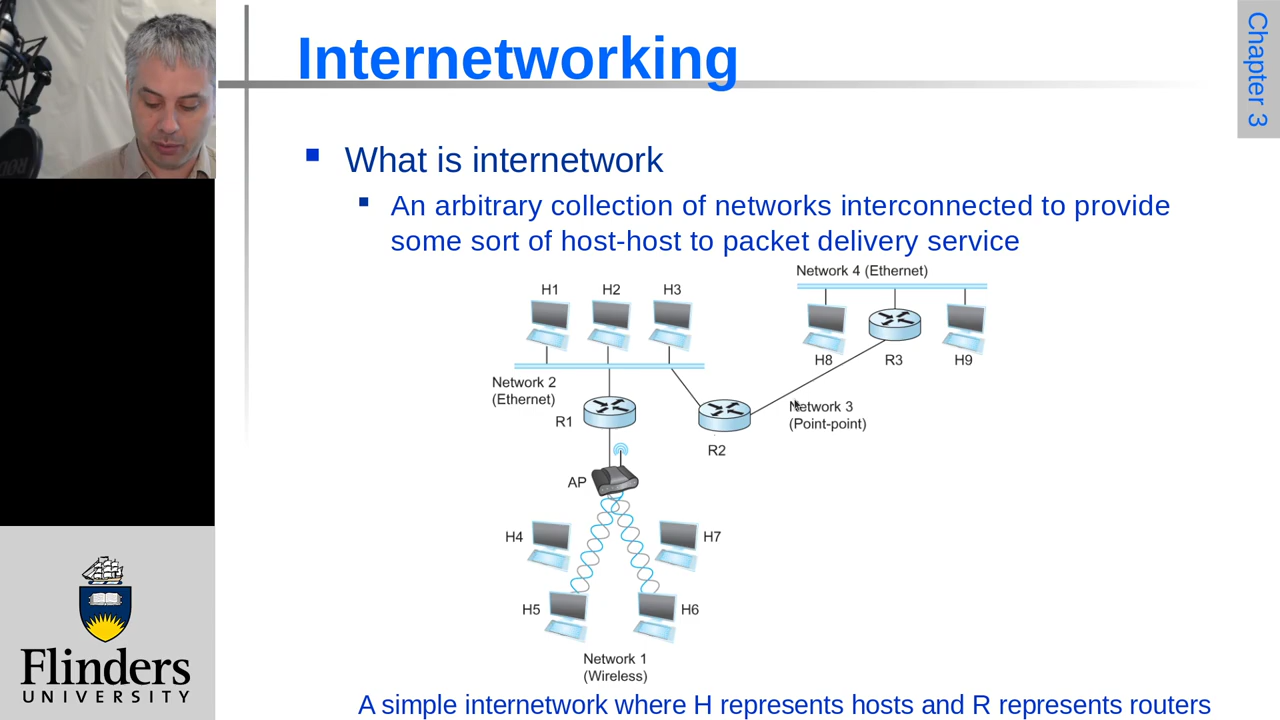 Internetworking
Chapter 3
What is internetwork
An arbitrary collection of networks interconnected to provide
some sort of host-host to packet delivery service
Network 4 (Ethernet)
H1
H2
H3
H8
R3
H9
Network 2
(Ethernet)
R1
R2
Network 3
(Point-point)
AP
H4
H7
H5
H6
Network 1
(Wireless)
A simple internetwork where H represents hosts and R represents routers
Flinders
UNIVERSITY